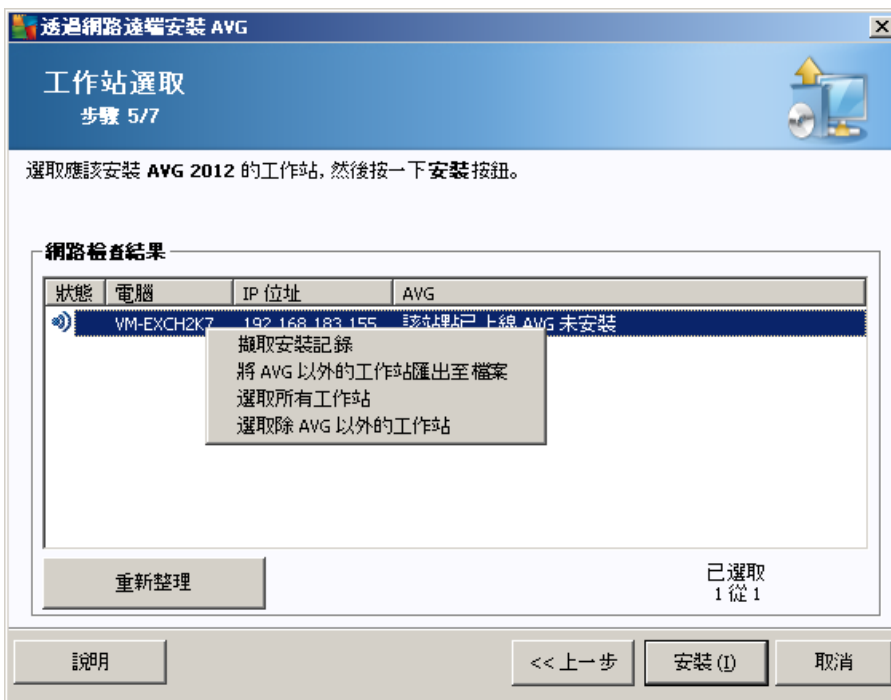 透過網路遠端安裝 AVG
工作站選取
步驟 5/7
選取應該安裝 AVG 2012 的工作站, 然後按一下安裝按鈕。
網路檢查結果
狀態 電腦 IP 位址 AVG
VM-EXCH2K7 192.168.183.155 該站點已上線 AVG 未安裝
擷取安裝記錄
將 AVG 以外的工作站匯出至檔案
選取所有工作站
選取除 AVG 以外的工作站
重新整理
已選取
1 從 1
說明
<< 上一步
安裝 (I)
取消